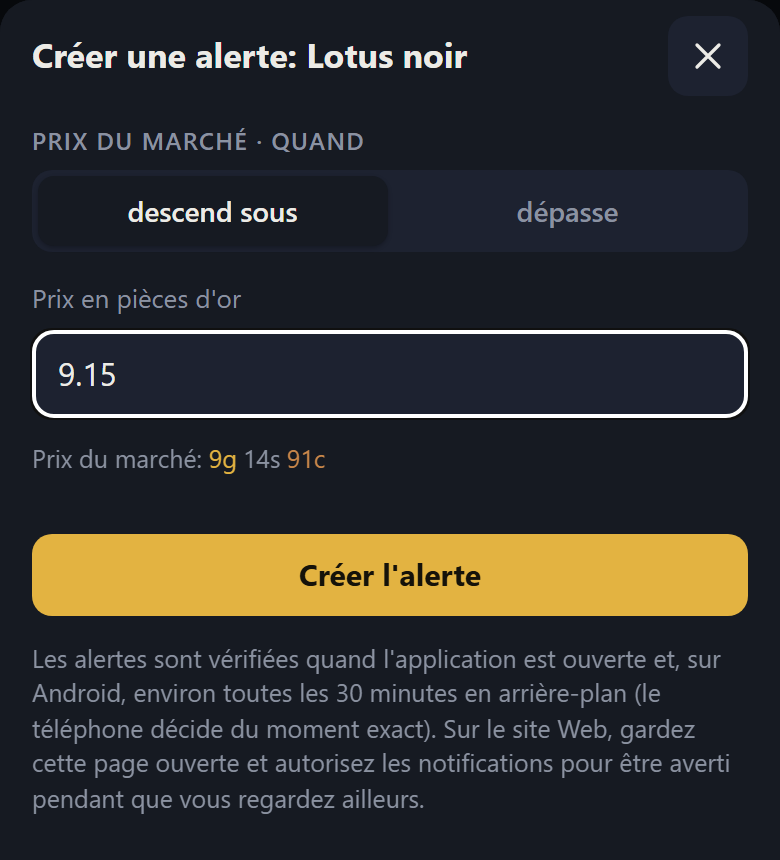 Créer une alerte: Lotus noir
PRIX DU MARCHÉ · QUAND
descend sous
dépasse
Prix en pièces d'or
9.15
Prix du marché: 9g 14s 91c
Créer l'alerte
Les alertes sont vérifiées quand l'application est ouverte et, sur
Android, environ toutes les 30 minutes en arrière-plan (le
téléphone décide du moment exact). Sur le site Web, gardez
cette page ouverte et autorisez les notifications pour être averti
pendant que vous regardez ailleurs.